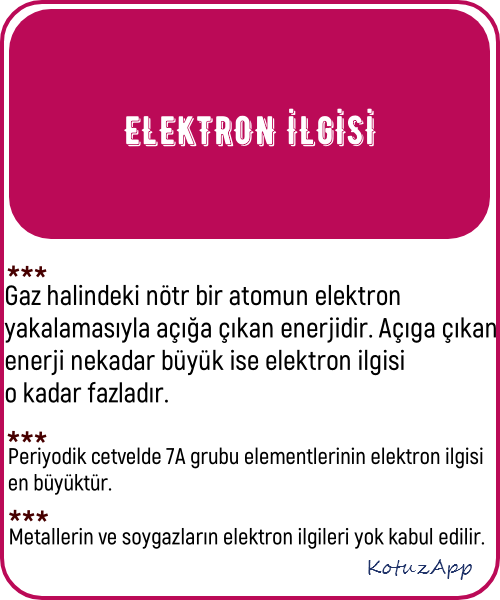 ELEKTRON İLGİSİ
***
Gaz halindeki nötr bir atomun elektron
yakalamasıyla açığa çıkan enerjidir. Açıga çıkan
enerji nekadar büyük ise elektron ilgisi
o kadar fazladır.
***
Periyodik cetvelde 7A grubu elementlerinin elektron ilgisi
en büyüktür.
***
Metallerin ve soygazların elektron ilgileri yok kabul edilir.
KotuzApp